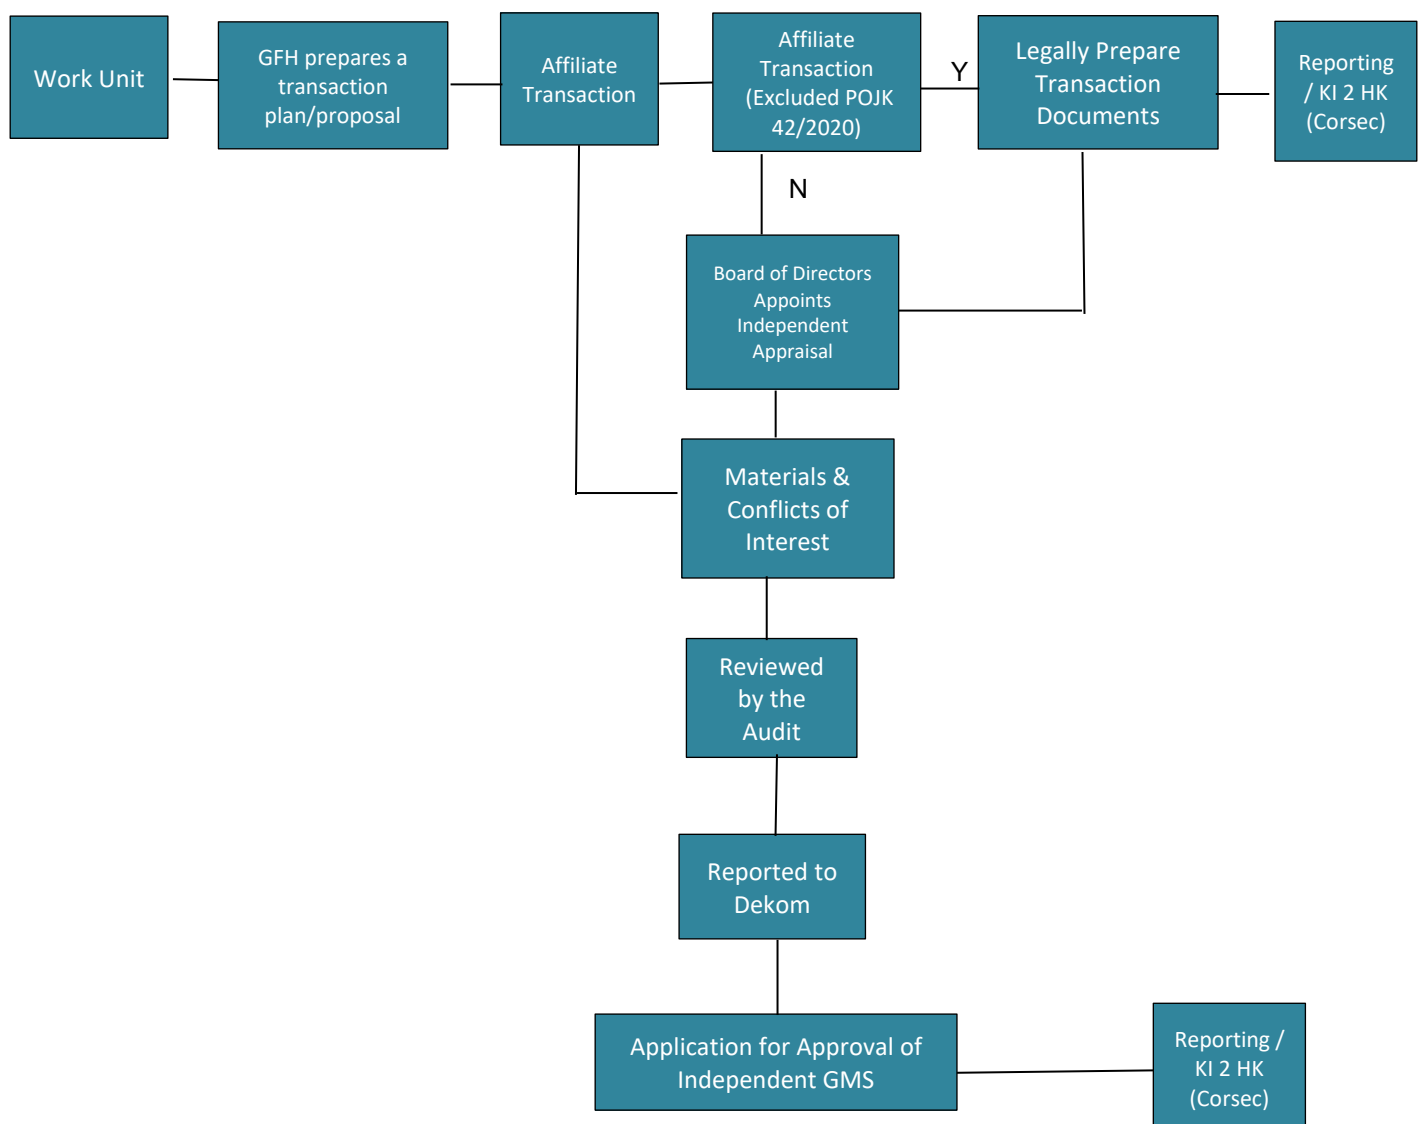 Work Unit
GFH prepares a
transaction
plan/proposal
Affiliate
Transaction
Affiliate
Transaction
(Excluded POJK
42/2020)
Y
Legally Prepare
Transaction
Documents
Reporting
/ KI 2 HK
(Corsec)
N
Board of Directors
Appoints
Independent
Appraisal
Materials &
Conflicts of
Interest
Reviewed
by the
Audit
Reported to
Dekom
Application for Approval of
Independent GMS
Reporting /
KI 2 HK
(Corsec)